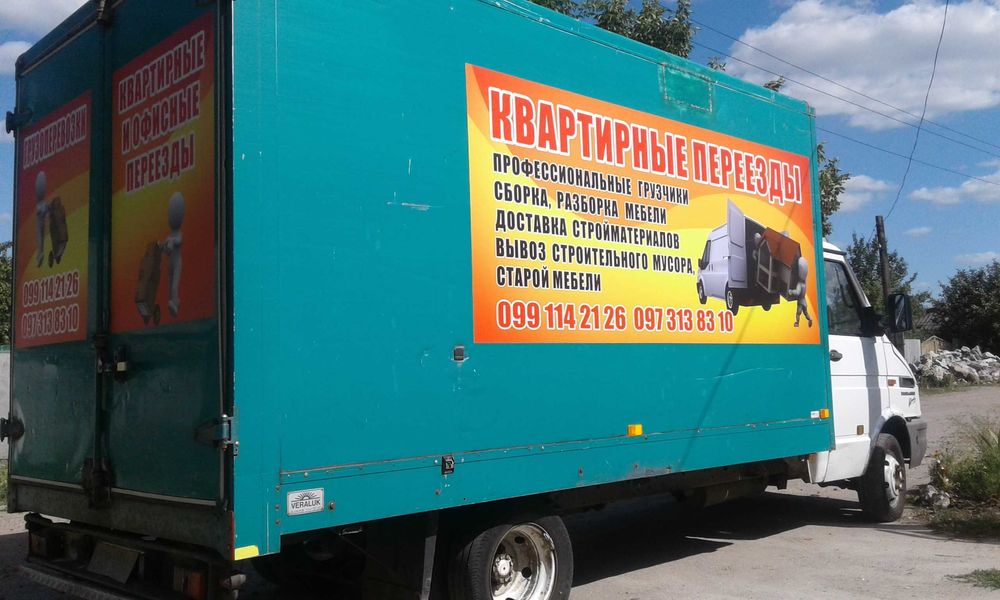 ГРУЗОПЕРЕВОЗКИ
099 114 21 26
097 313 83 10
КВАРТИРНЫЕ
И ОФИСНЫЕ
ПЕРЕЕЗДЫ
КВАРТИРНЫЕ ПЕРЕЕЗДЫ
ПРОФЕССИОНАЛЬНЫЕ ГРУЗЧИКИ
СБОРКА, РАЗБОРКА МЕБЕЛИ
ДОСТАВКА СТРОЙМАТЕРИАЛОВ
ВЫВОЗ СТРОИТЕЛЬНОГО МУСОРА,
СТАРОЙ МЕБЕЛИ
099 114 21 26 097 313 83 10
VERALUK